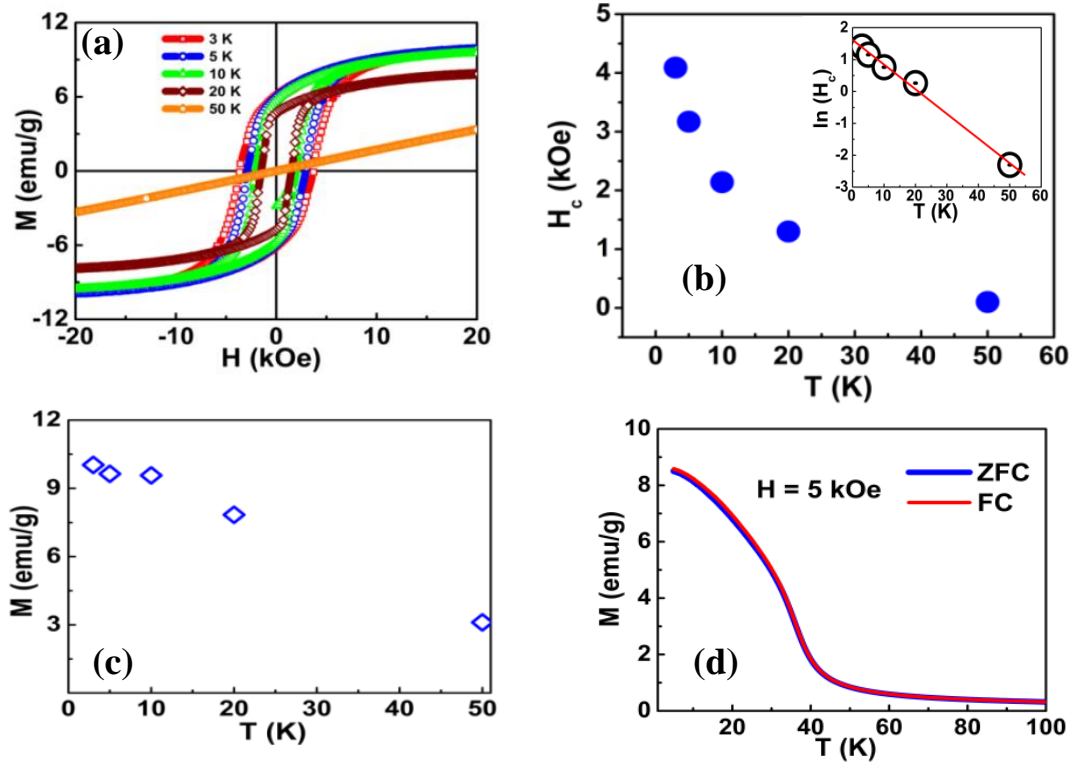 (a)
3 K
5 K
10 K
20 K
50 K
M (emu/g)
12
6
0
-6
-12
-20
-10
0
10
20
H (kOe)
(b)
H_c (kOe)
5
4
3
2
1
0
0
10
20
30
40
50
60
T (K)
ln (H_c)
2
1
0
-1
-2
-3
0
10
20
30
40
50
60
T (K)
(c)
M (emu/g)
12
9
6
3
0
10
20
30
40
50
T (K)
(d)
M (emu/g)
10
8
6
4
2
0
20
40
60
80
100
T (K)
H = 5 kOe
ZFC
FC